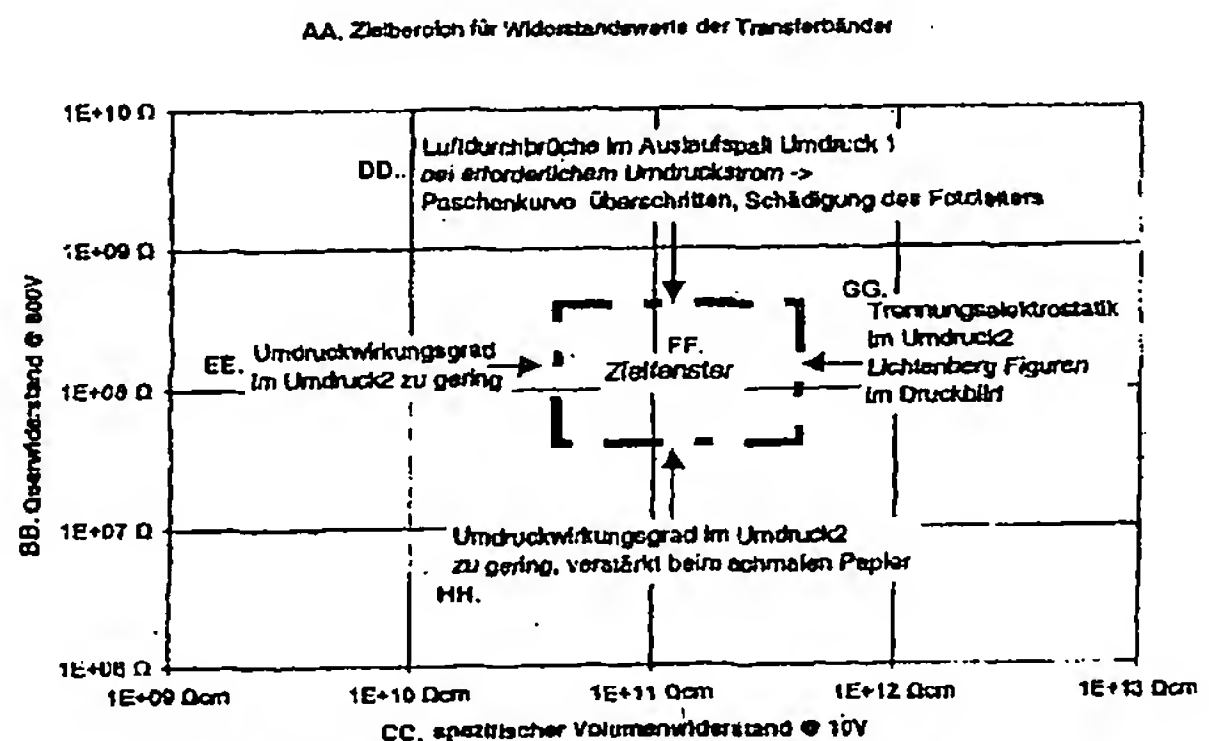 AA. Zielbereich für Widerstandswerte der Transferbänder
1E+10 Ω
1E+09 Ω
1E+08 Ω
1E+07 Ω
1E+06 Ω
BB. Querwiderstand @ 800V
DD..
Luftdurchbrüche im Auslaufspalt Umdruck 1
bei erforderlichem Umdruckstrom ->
Paschenkurve überschritten, Schädigung des Fotoleiters
EE. Umdruckwirkungsgrad
im Umdruck2 zu gering
FF.
Zielfenster
GG.
Trennungselektrostatik
im Umdruck2
Lichtenberg Figuren
im Druckbild
Umdruckwirkungsgrad im Umdruck2
zu gering, verstärkt beim schmalen Papier
HH.
1E+09 Ωcm
1E+10 Ωcm
1E+11 Ωcm
1E+12 Ωcm
1E+13 Ωcm
CC. spezifischer Volumenwiderstand @ 10V